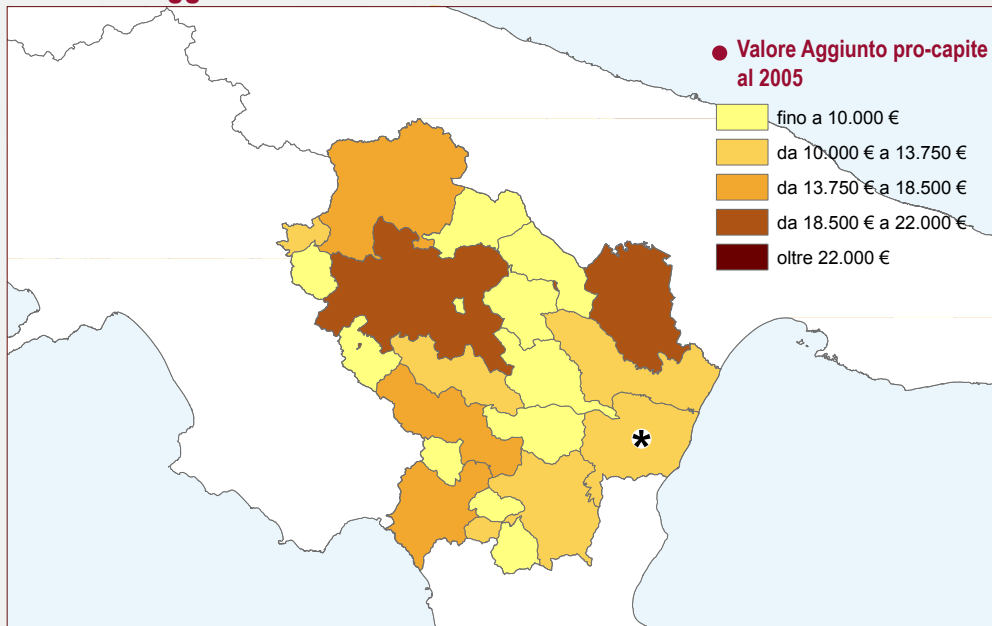 Valore Aggiunto pro-capite
al 2005
fino a 10.000 €
da 10.000 € a 13.750 €
da 13.750 € a 18.500 €
da 18.500 € a 22.000 €
oltre 22.000 €
*